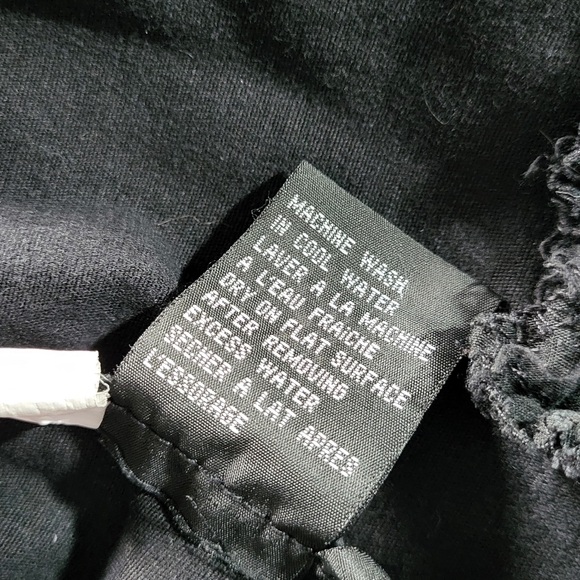 MACHINE WASH
IN COOL WATER
LAVER A LA MACHINE
A L'EAU FRAICHE
DRY ON FLAT SURFACE
AFTER REMOVING
EXCESS WATER
SELHER A LAT APRES
L'ESSORAGE